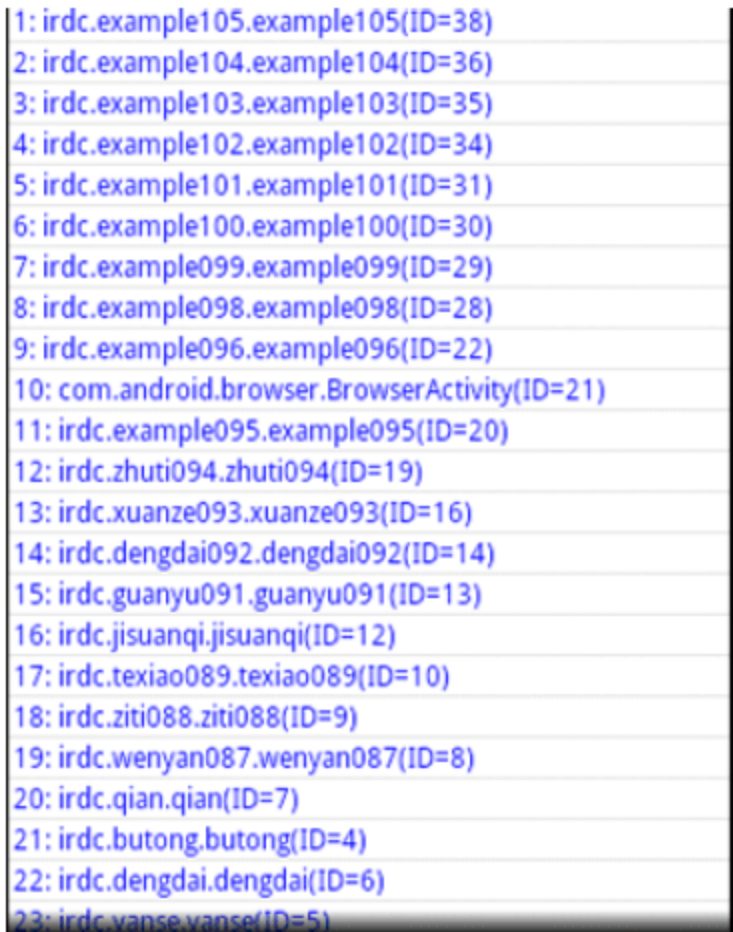 1: irdc.example105.example105(ID=38)
2: irdc.example104.example104(ID=36)
3: irdc.example103.example103(ID=35)
4: irdc.example102.example102(ID=34)
5: irdc.example101.example101(ID=31)
6: irdc.example100.example100(ID=30)
7: irdc.example099.example099(ID=29)
8: irdc.example098.example098(ID=28)
9: irdc.example096.example096(ID=22)
10: com.android.browser.BrowserActivity(ID=21)
11: irdc.example095.example095(ID=20)
12: irdc.zhuti094.zhuti094(ID=19)
13: irdc.xuanze093.xuanze093(ID=16)
14: irdc.dengdai092.dengdai092(ID=14)
15: irdc.guanyu091.guanyu091(ID=13)
16: irdc.jisuanqi.jisuanqi(ID=12)
17: irdc.texiao089.texiao089(ID=10)
18: irdc.ziti088.ziti088(ID=9)
19: irdc.wenyan087.wenyan087(ID=8)
20: irdc.qian.qian(ID=7)
21: irdc.butong.butong(ID=4)
22: irdc.dengdai.dengdai(ID=6)
23: irdc.yanse.yanse(ID=5)